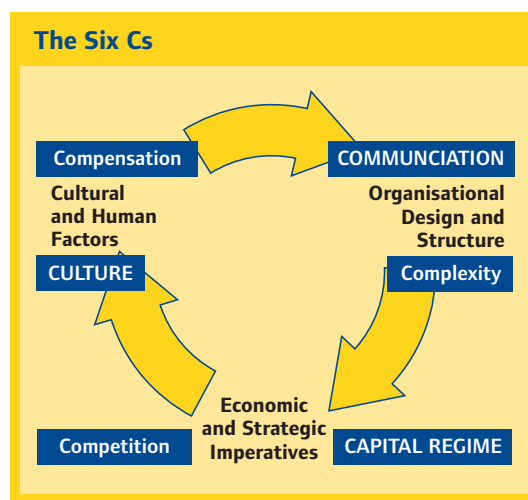 The Six Cs
Compensation
COMMUNCIATION
Cultural
and Human
Factors
Organisational
Design and
Structure
CULTURE
Complexity
Economic
and Strategic
Imperatives
Competition
CAPITAL REGIME